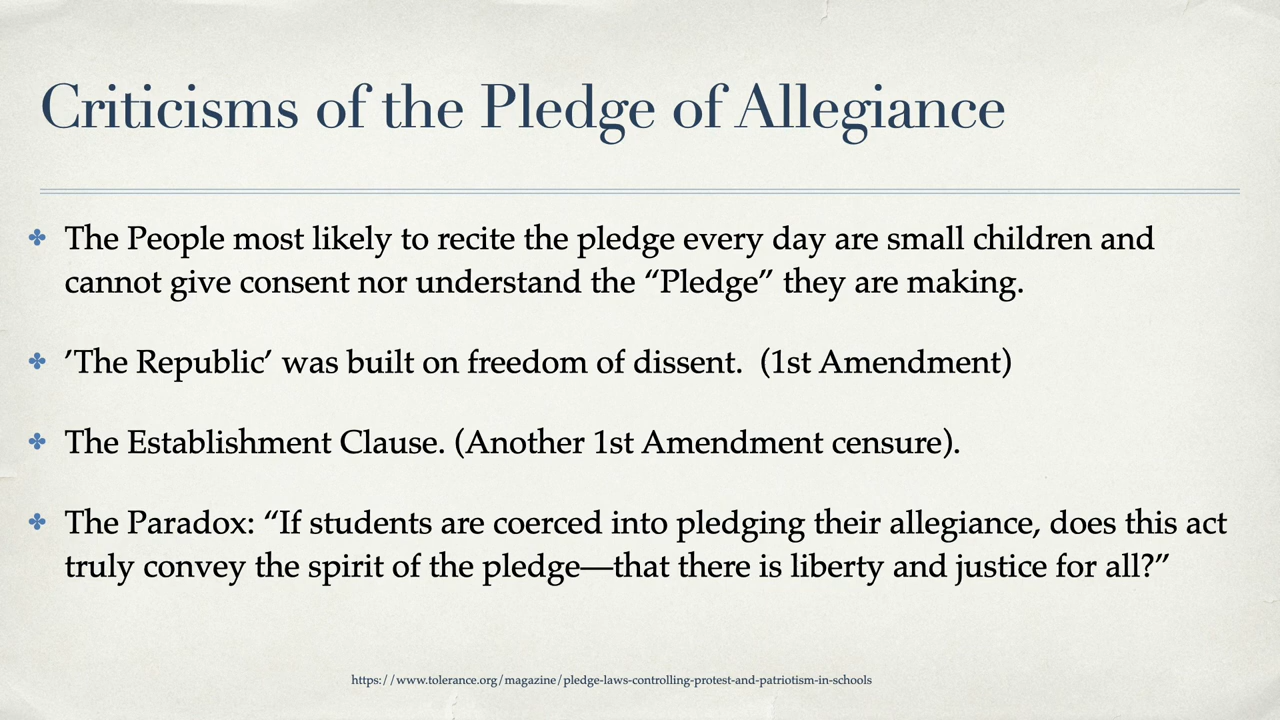 Criticisms of the Pledge of Allegiance
The People most likely to recite the pledge every day are small children and
cannot give consent nor understand the “Pledge” they are making.
’The Republic’ was built on freedom of dissent.  (1st Amendment)
The Establishment Clause. (Another 1st Amendment censure).
The Paradox: “If students are coerced into pledging their allegiance, does this act
truly convey the spirit of the pledge—that there is liberty and justice for all?”
https://www.tolerance.org/magazine/pledge-laws-controlling-protest-and-patriotism-in-schools